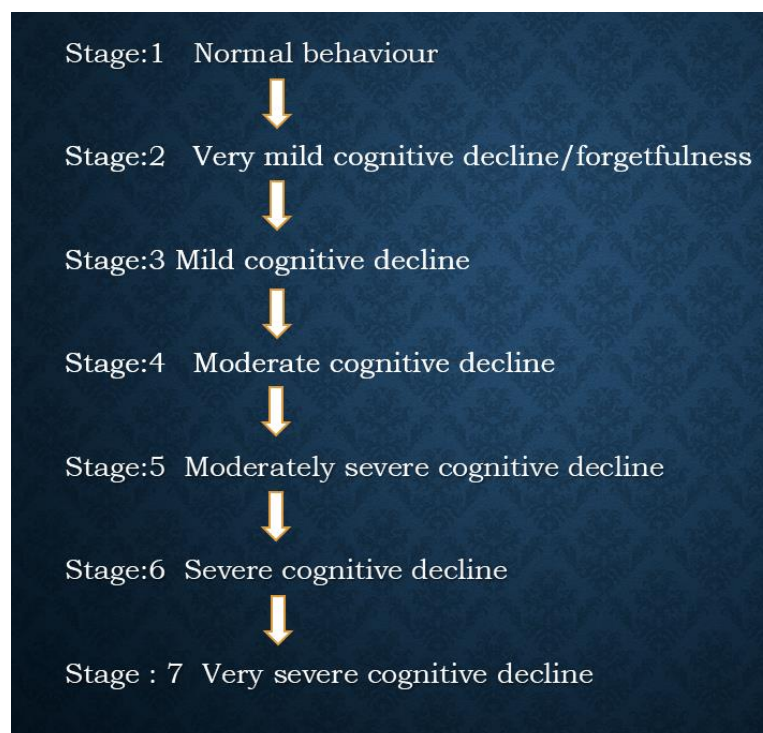 Stage:1 Normal behaviour
Stage:2 Very mild cognitive decline/forgetfulness
Stage:3 Mild cognitive decline
Stage:4 Moderate cognitive decline
Stage:5 Moderately severe cognitive decline
Stage:6 Severe cognitive decline
Stage : 7 Very severe cognitive decline